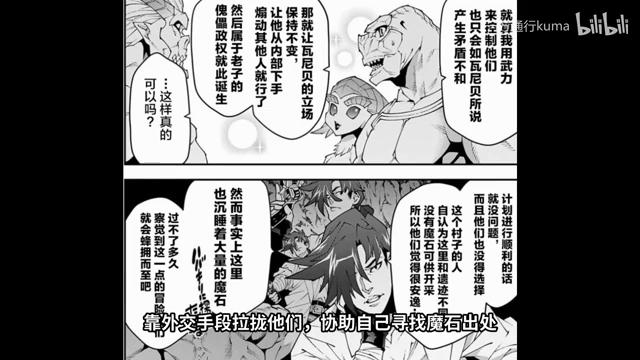 通行kuma
bilibili
就算我用武力
来控制他们
也只会如瓦尼贝所说
产生矛盾不和
那就让瓦尼贝的立场
保持不变，
让他从内部下手
煽动其他人就行了
然后属于老子的
傀儡政权就此诞生
…这样真的
可以吗？
计划进行顺利的话
就没问题，
而且他们也没得选择
这个村子的人
自认为这里和遗迹不同
没有魔石可供开采
所以他们觉得很安逸
然而事实上这里
也沉睡着大量的魔石
过不了多久
察觉到这一点的冒险
就会蜂拥而至吧
靠外交手段拉拢他们，协助自己寻找魔石出处